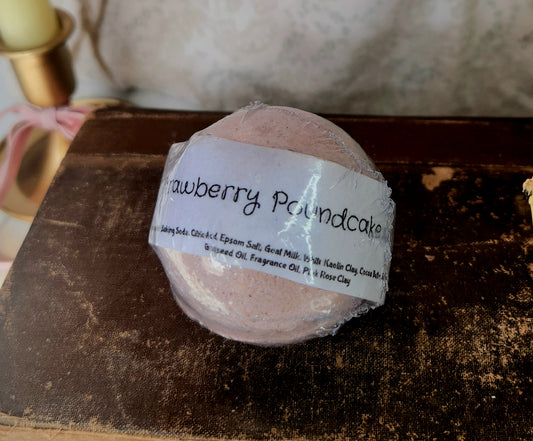 rawberry Poundcake
Baking Soda, Citric Acid, Epsom Salt, Goat Milk, White Kaolin Clay, Cocoa
Oil, Fragrance Oil, Pink Rose Clay